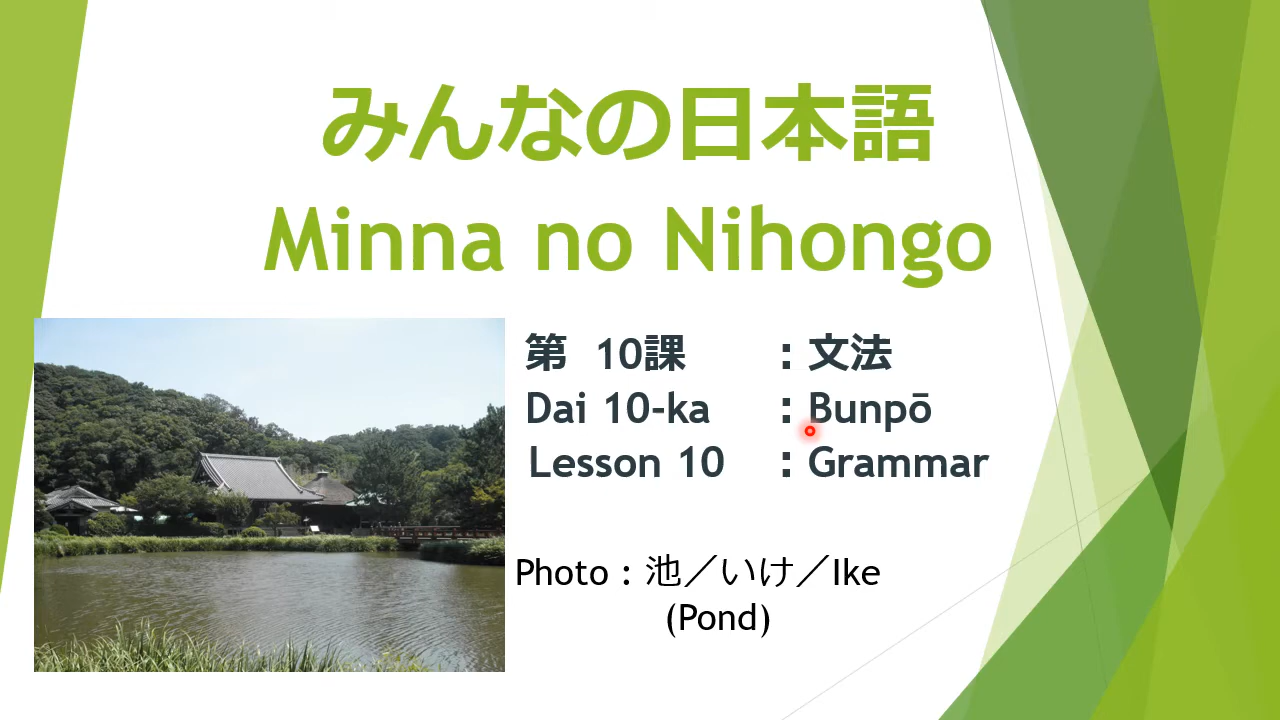 みんなの日本語
Minna no Nihongo
第 10課 : 文法
Dai 10-ka : Bunpō
Lesson 10 : Grammar
Photo : 池／いけ／Ike
(Pond)